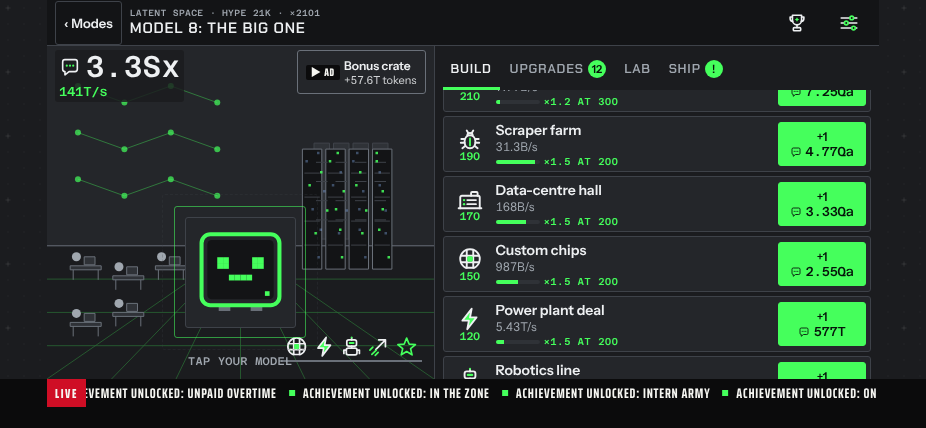 ‹ Modes
LATENT SPACE · HYPE 21K · ×2101
MODEL 8: THE BIG ONE
3.3Sx
141T/s
AD
Bonus crate
+57.6T tokens
TAP YOUR MODEL
BUILD
UPGRADES 12
LAB
SHIP !
210
×1.2 AT 300
7.25Qa
Scraper farm
31.3B/s
190
×1.5 AT 200
+1
4.77Qa
Data-centre hall
168B/s
170
×1.5 AT 200
+1
3.33Qa
Custom chips
987B/s
150
×1.5 AT 200
+1
2.55Qa
Power plant deal
5.43T/s
120
×1.5 AT 200
+1
577T
Robotics line
+1
LIVE
EVEMENT UNLOCKED: UNPAID OVERTIME ACHIEVEMENT UNLOCKED: IN THE ZONE ACHIEVEMENT UNLOCKED: INTERN ARMY ACHIEVEMENT UNLOCKED: ON